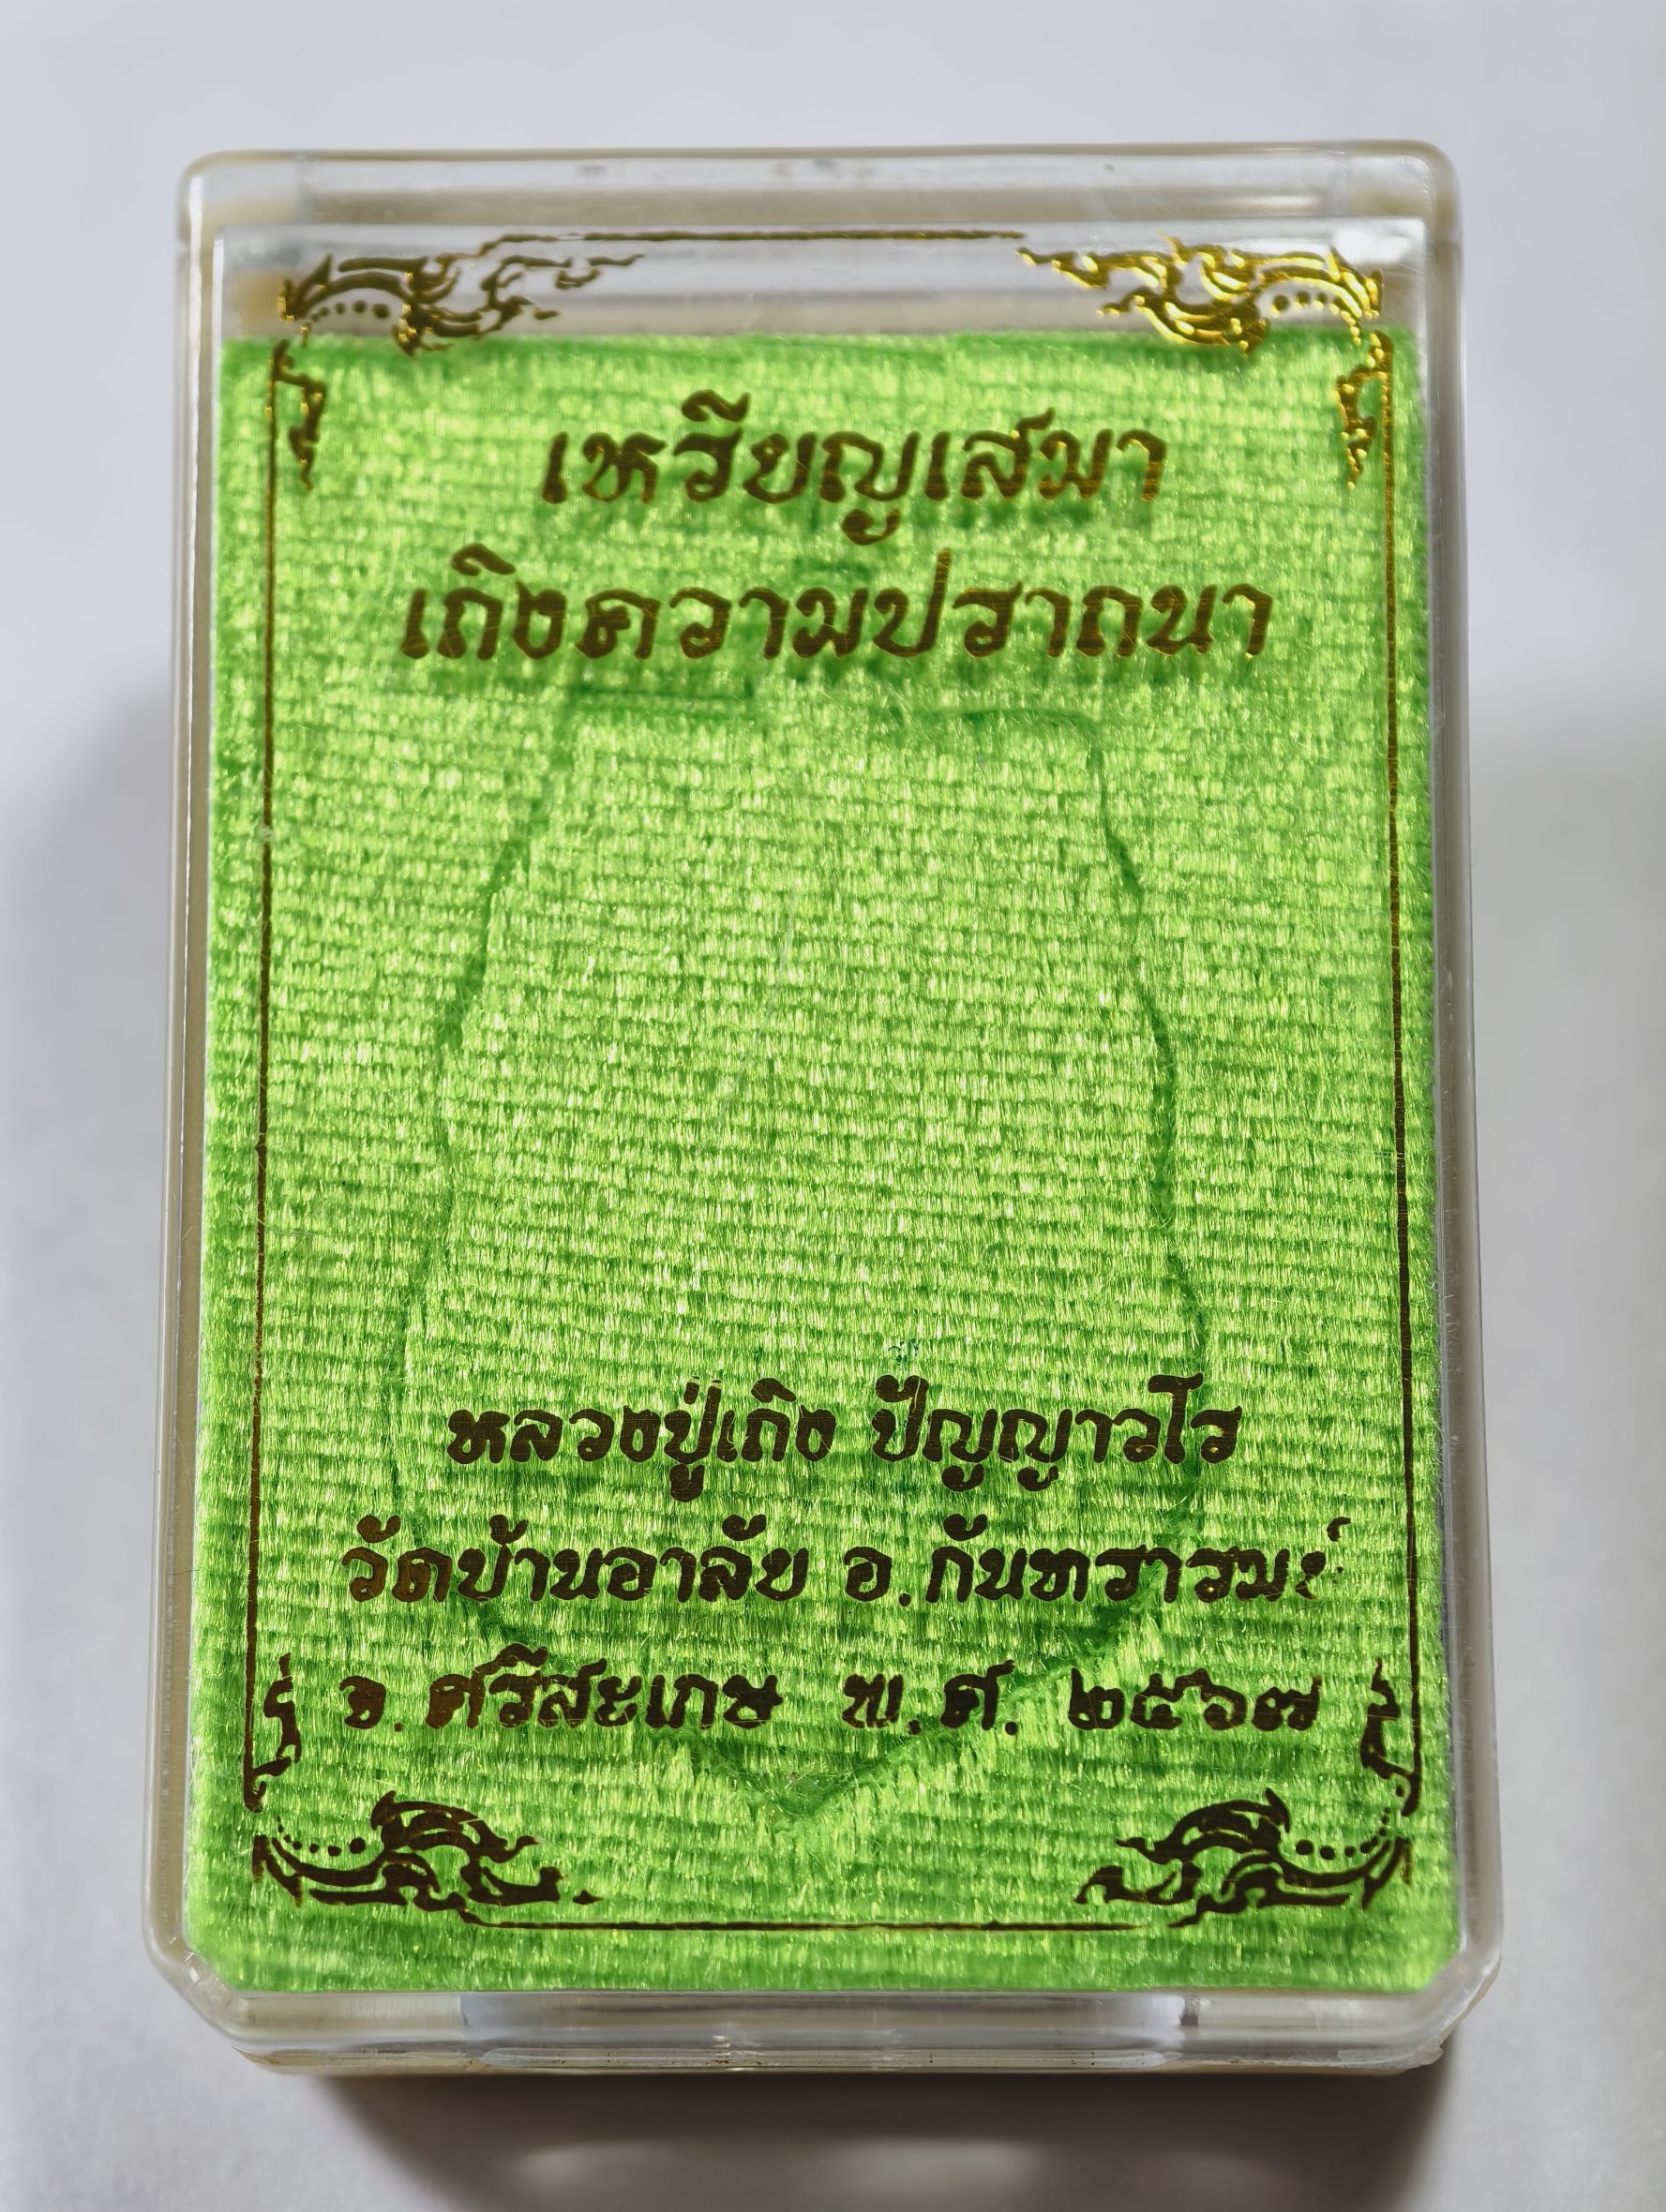 เหรียญเสมา
เถิงความปราถนา
หลวงปู่เถิง ปัญญาวโร
วัดบ้านอาลัย อ.กันทรารมย์
จ.ศรีสะเกษ พ.ศ. ๒๕๖๗